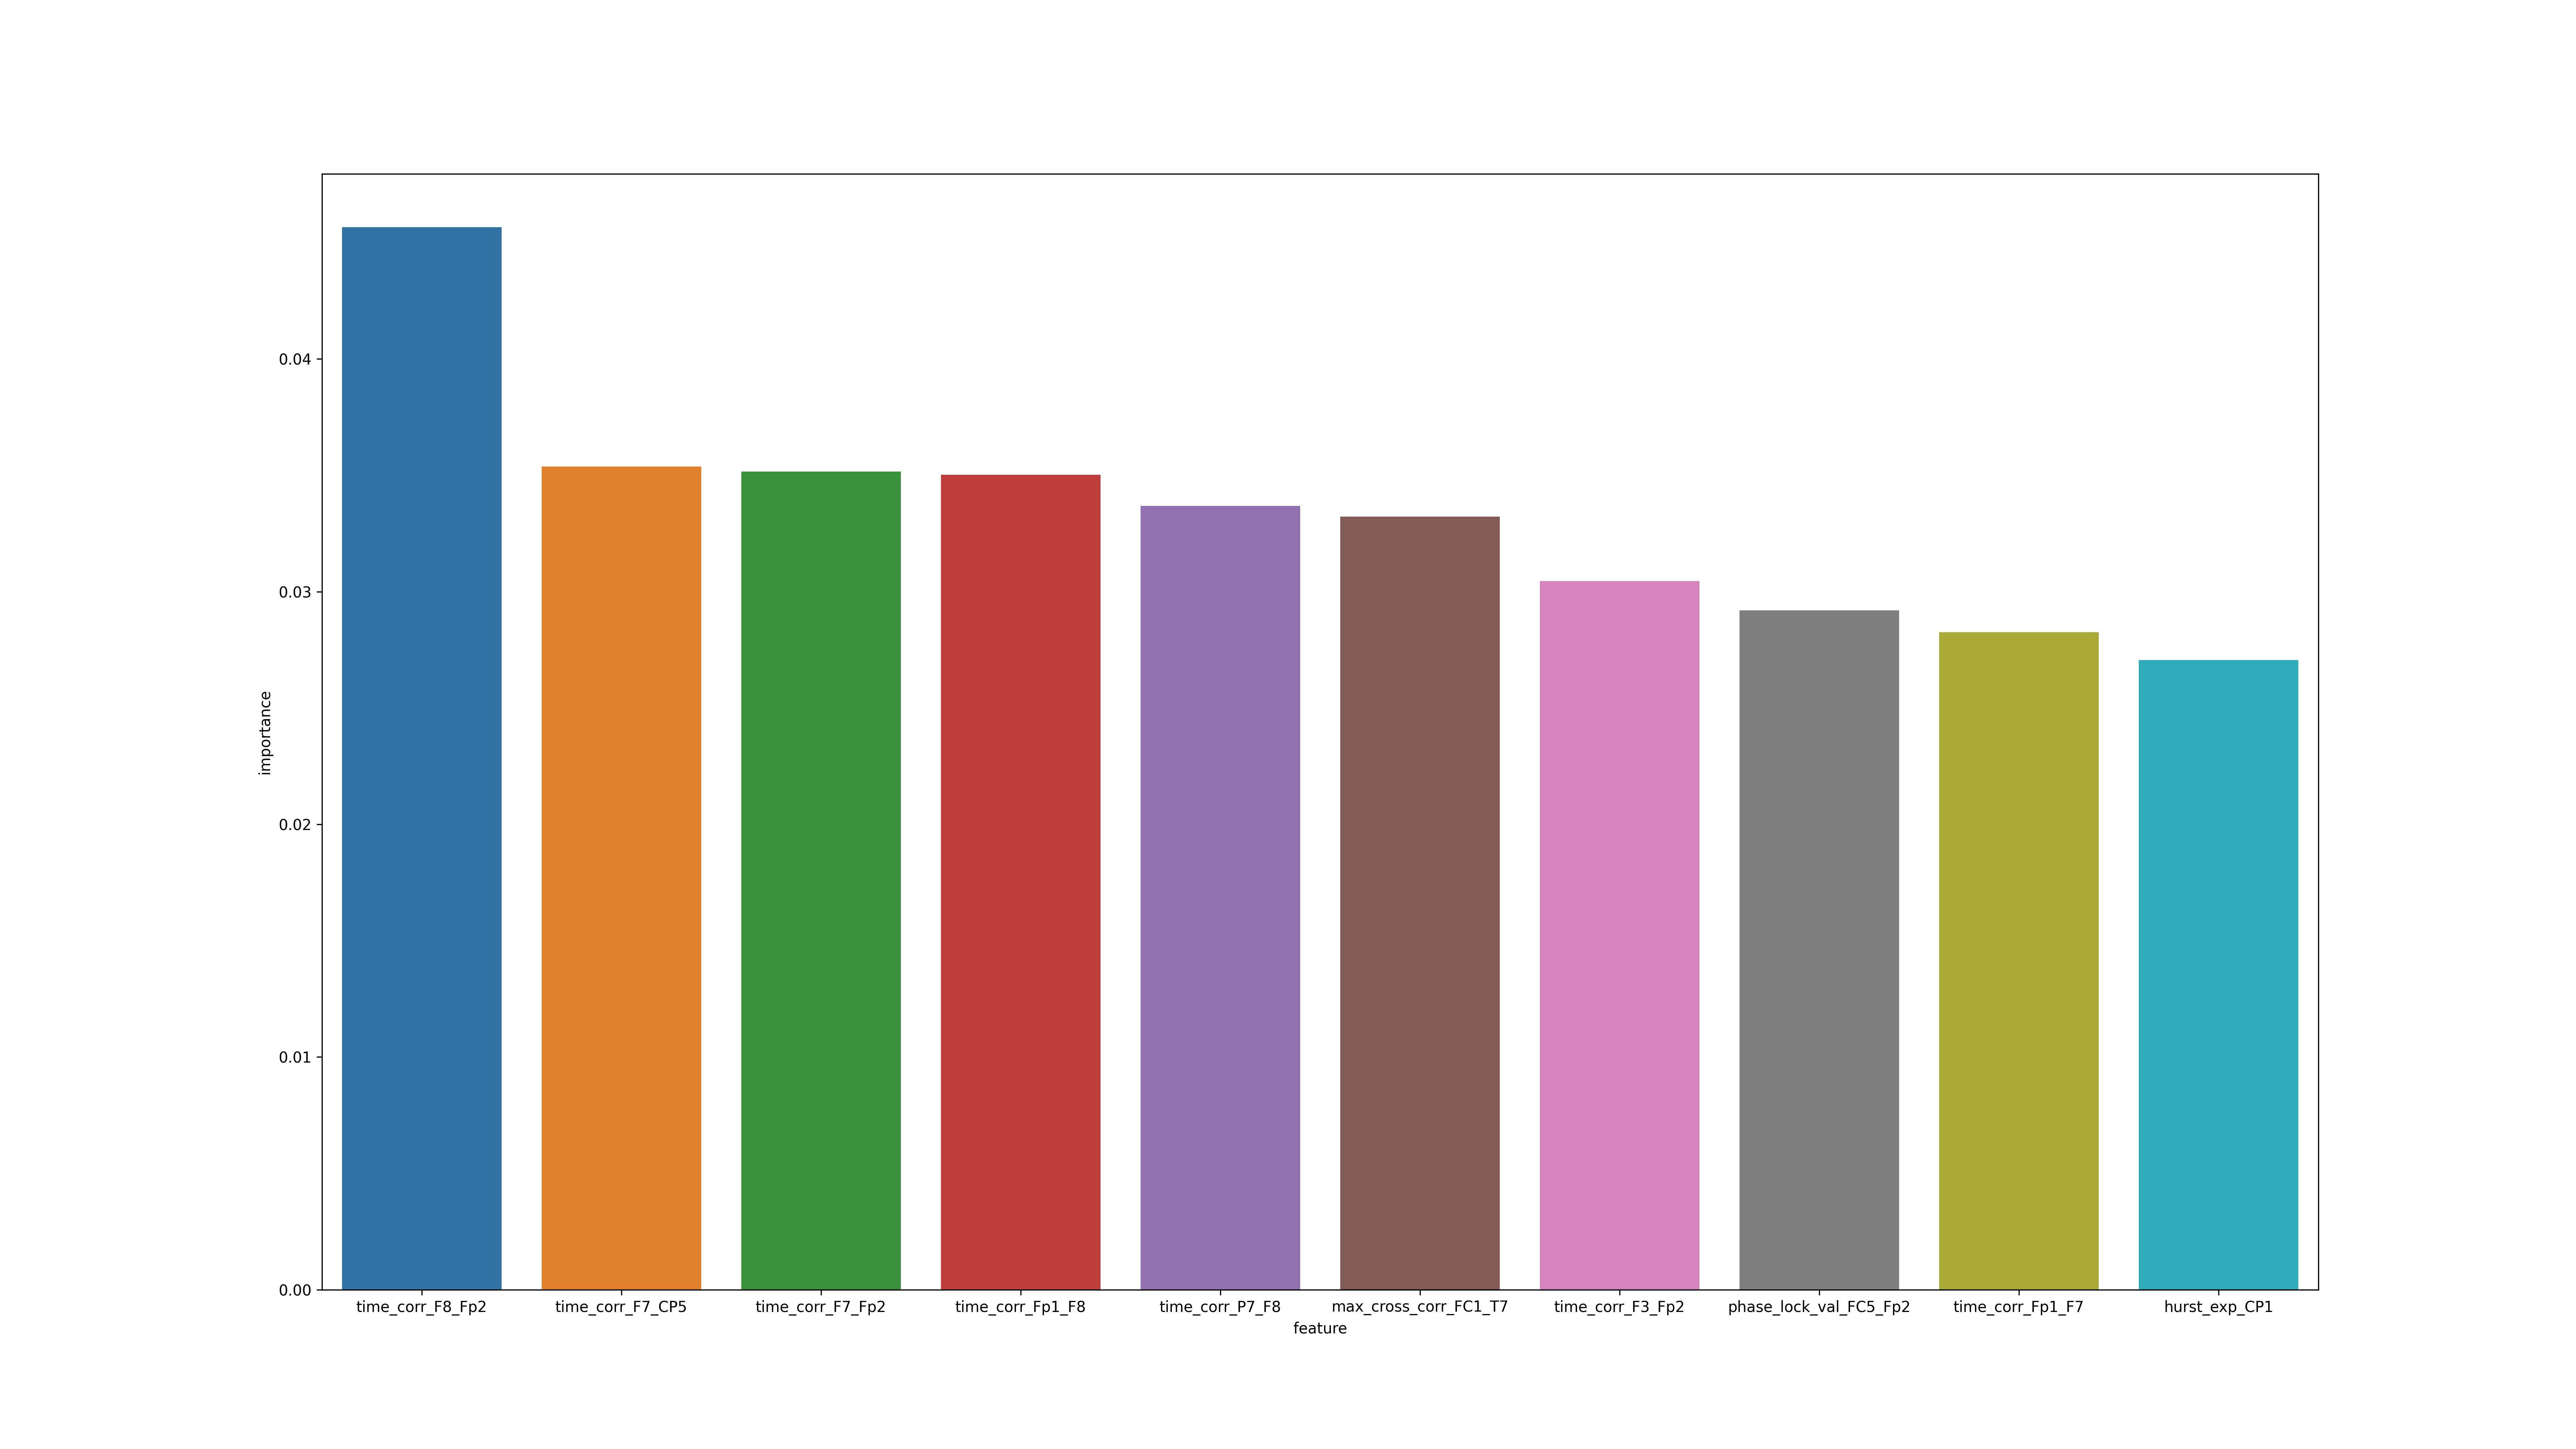 0.04
0.03
0.02
0.01
0.00
importance
time_corr_F8_Fp2 time_corr_F7_CP5 time_corr_F7_Fp2 time_corr_Fp1_F8 time_corr_P7_F8 max_cross_corr_FC1_T7 time_corr_F3_Fp2 phase_lock_val_FC5_Fp2 time_corr_Fp1_F7 hurst_exp_CP1
feature